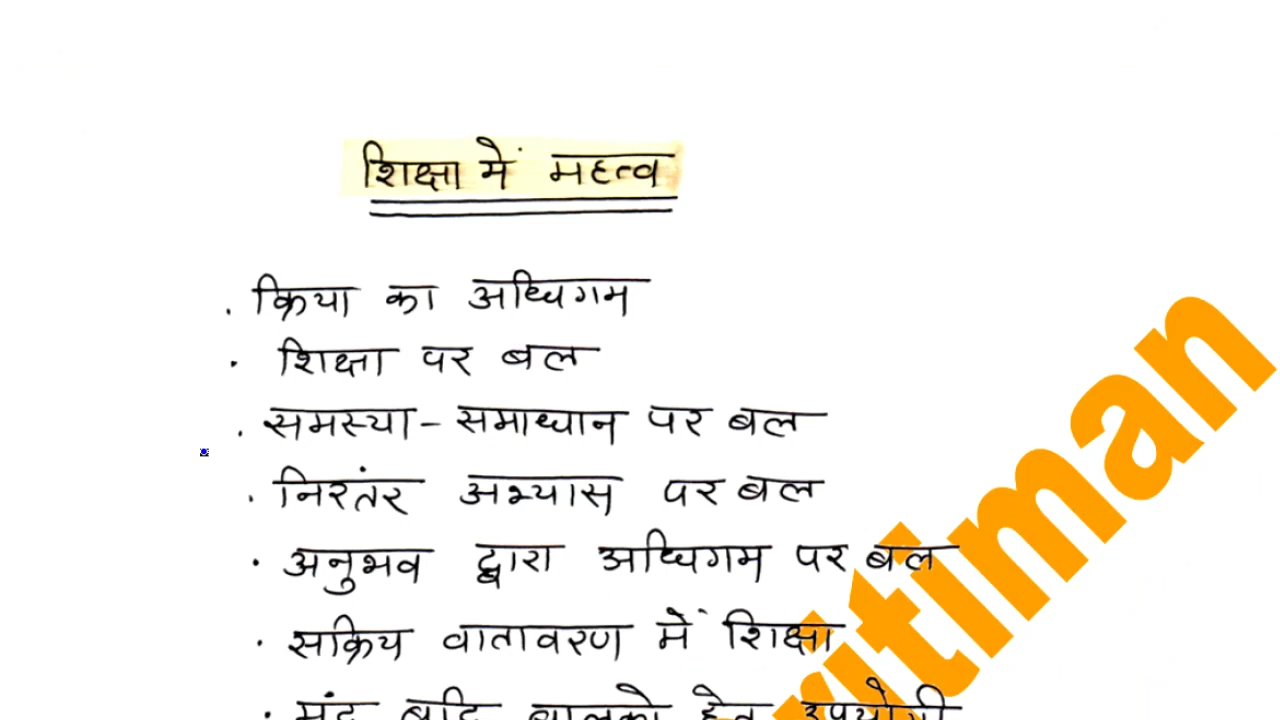 शिक्षा में महत्व
. क्रिया का अधिगम
. शिक्षा पर बल
. समस्या - समाधान पर बल
. निरंतर अभ्यास पर बल
. अनुभव द्वारा अधिगम पर बल
. सक्रिय वातावरण में शिक्षा
. मंद बुद्धि बालको हेतु उपयोगी
ritiman